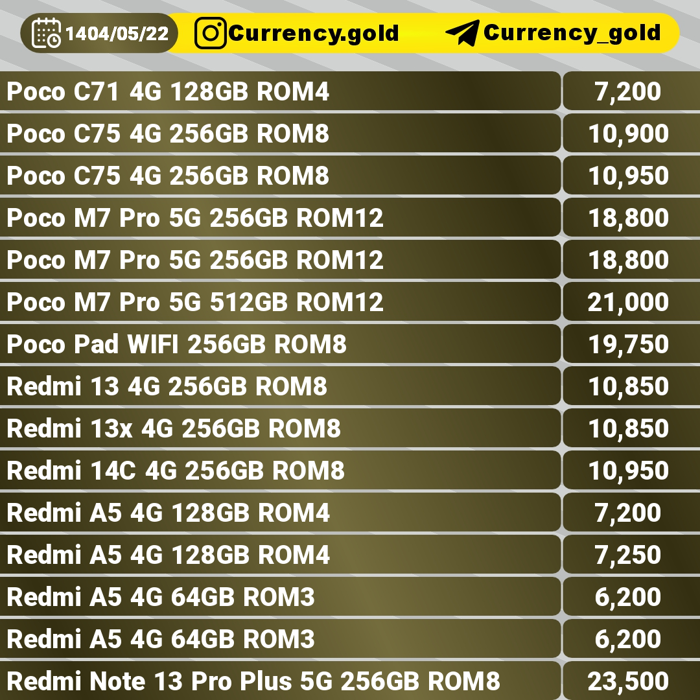 1404/05/22 Currency.gold Currency_gold
Poco C71 4G 128GB ROM4 7,200
Poco C75 4G 256GB ROM8 10,900
Poco C75 4G 256GB ROM8 10,950
Poco M7 Pro 5G 256GB ROM12 18,800
Poco M7 Pro 5G 256GB ROM12 18,800
Poco M7 Pro 5G 512GB ROM12 21,000
Poco Pad WIFI 256GB ROM8 19,750
Redmi 13 4G 256GB ROM8 10,850
Redmi 13x 4G 256GB ROM8 10,850
Redmi 14C 4G 256GB ROM8 10,950
Redmi A5 4G 128GB ROM4 7,200
Redmi A5 4G 128GB ROM4 7,250
Redmi A5 4G 64GB ROM3 6,200
Redmi A5 4G 64GB ROM3 6,200
Redmi Note 13 Pro Plus 5G 256GB ROM8 23,500